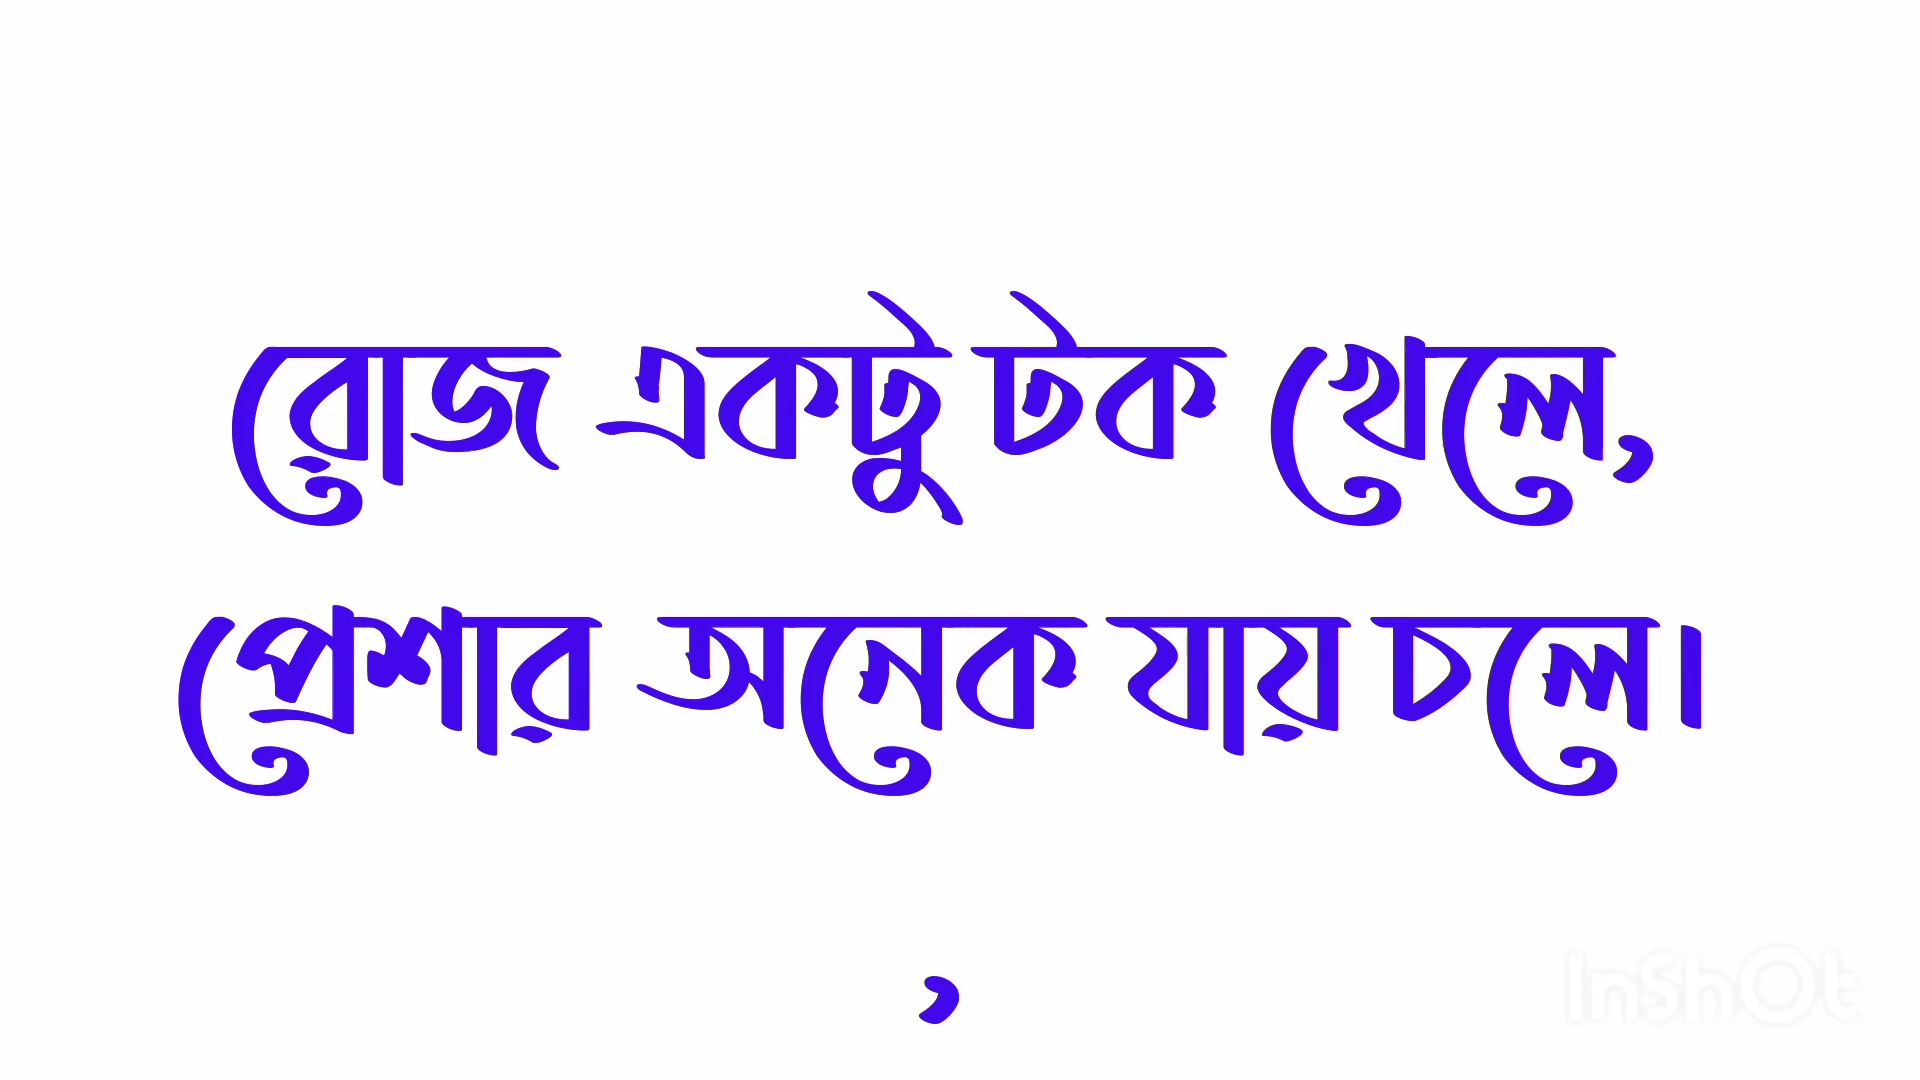 রোজ একটু টক খেলে,
প্রেশার অনেক যায় চলে।
,
InShOt